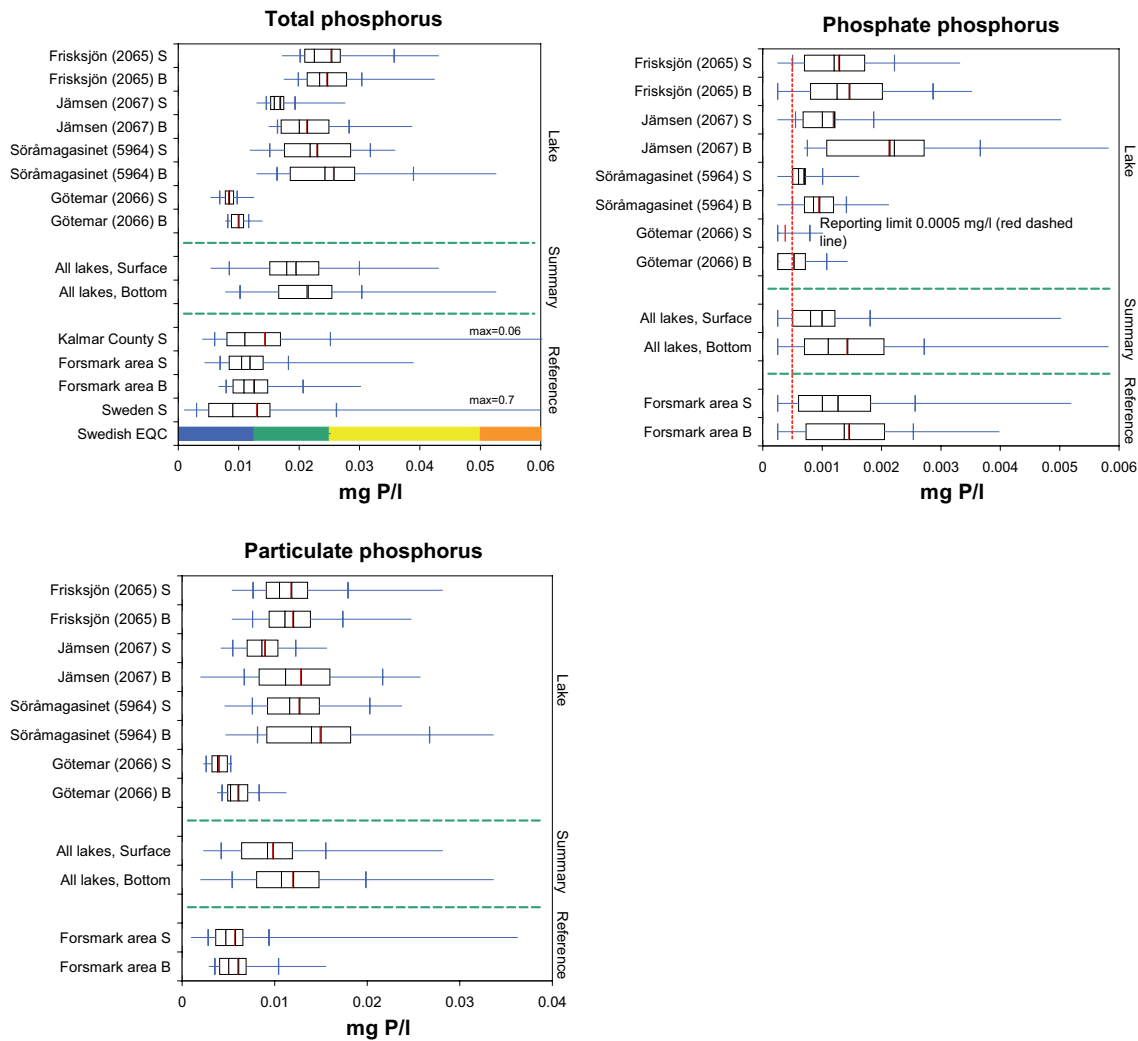 Total phosphorus
Frisksjön (2065) S
Frisksjön (2065) B
Jämsen (2067) S
Jämsen (2067) B
Söråmagasinet (5964) S
Söråmagasinet (5964) B
Götemar (2066) S
Götemar (2066) B
All lakes, Surface
All lakes, Bottom
Kalmar County S
Forsmark area S
Forsmark area B
Sweden S
Swedish EQC
max=0.06
max=0.7
Lake
Summary
Reference
0 0.01 0.02 0.03 0.04 0.05 0.06
mg P/l
Phosphate phosphorus
Frisksjön (2065) S
Frisksjön (2065) B
Jämsen (2067) S
Jämsen (2067) B
Söråmagasinet (5964) S
Söråmagasinet (5964) B
Götemar (2066) S
Götemar (2066) B
All lakes, Surface
All lakes, Bottom
Forsmark area S
Forsmark area B
Reporting limit 0.0005 mg/l (red dashed
line)
Lake
Summary
Reference
0 0.001 0.002 0.003 0.004 0.005 0.006
mg P/l
Particulate phosphorus
Frisksjön (2065) S
Frisksjön (2065) B
Jämsen (2067) S
Jämsen (2067) B
Söråmagasinet (5964) S
Söråmagasinet (5964) B
Götemar (2066) S
Götemar (2066) B
All lakes, Surface
All lakes, Bottom
Forsmark area S
Forsmark area B
Lake
Summary
Reference
0 0.01 0.02 0.03 0.04
mg P/l